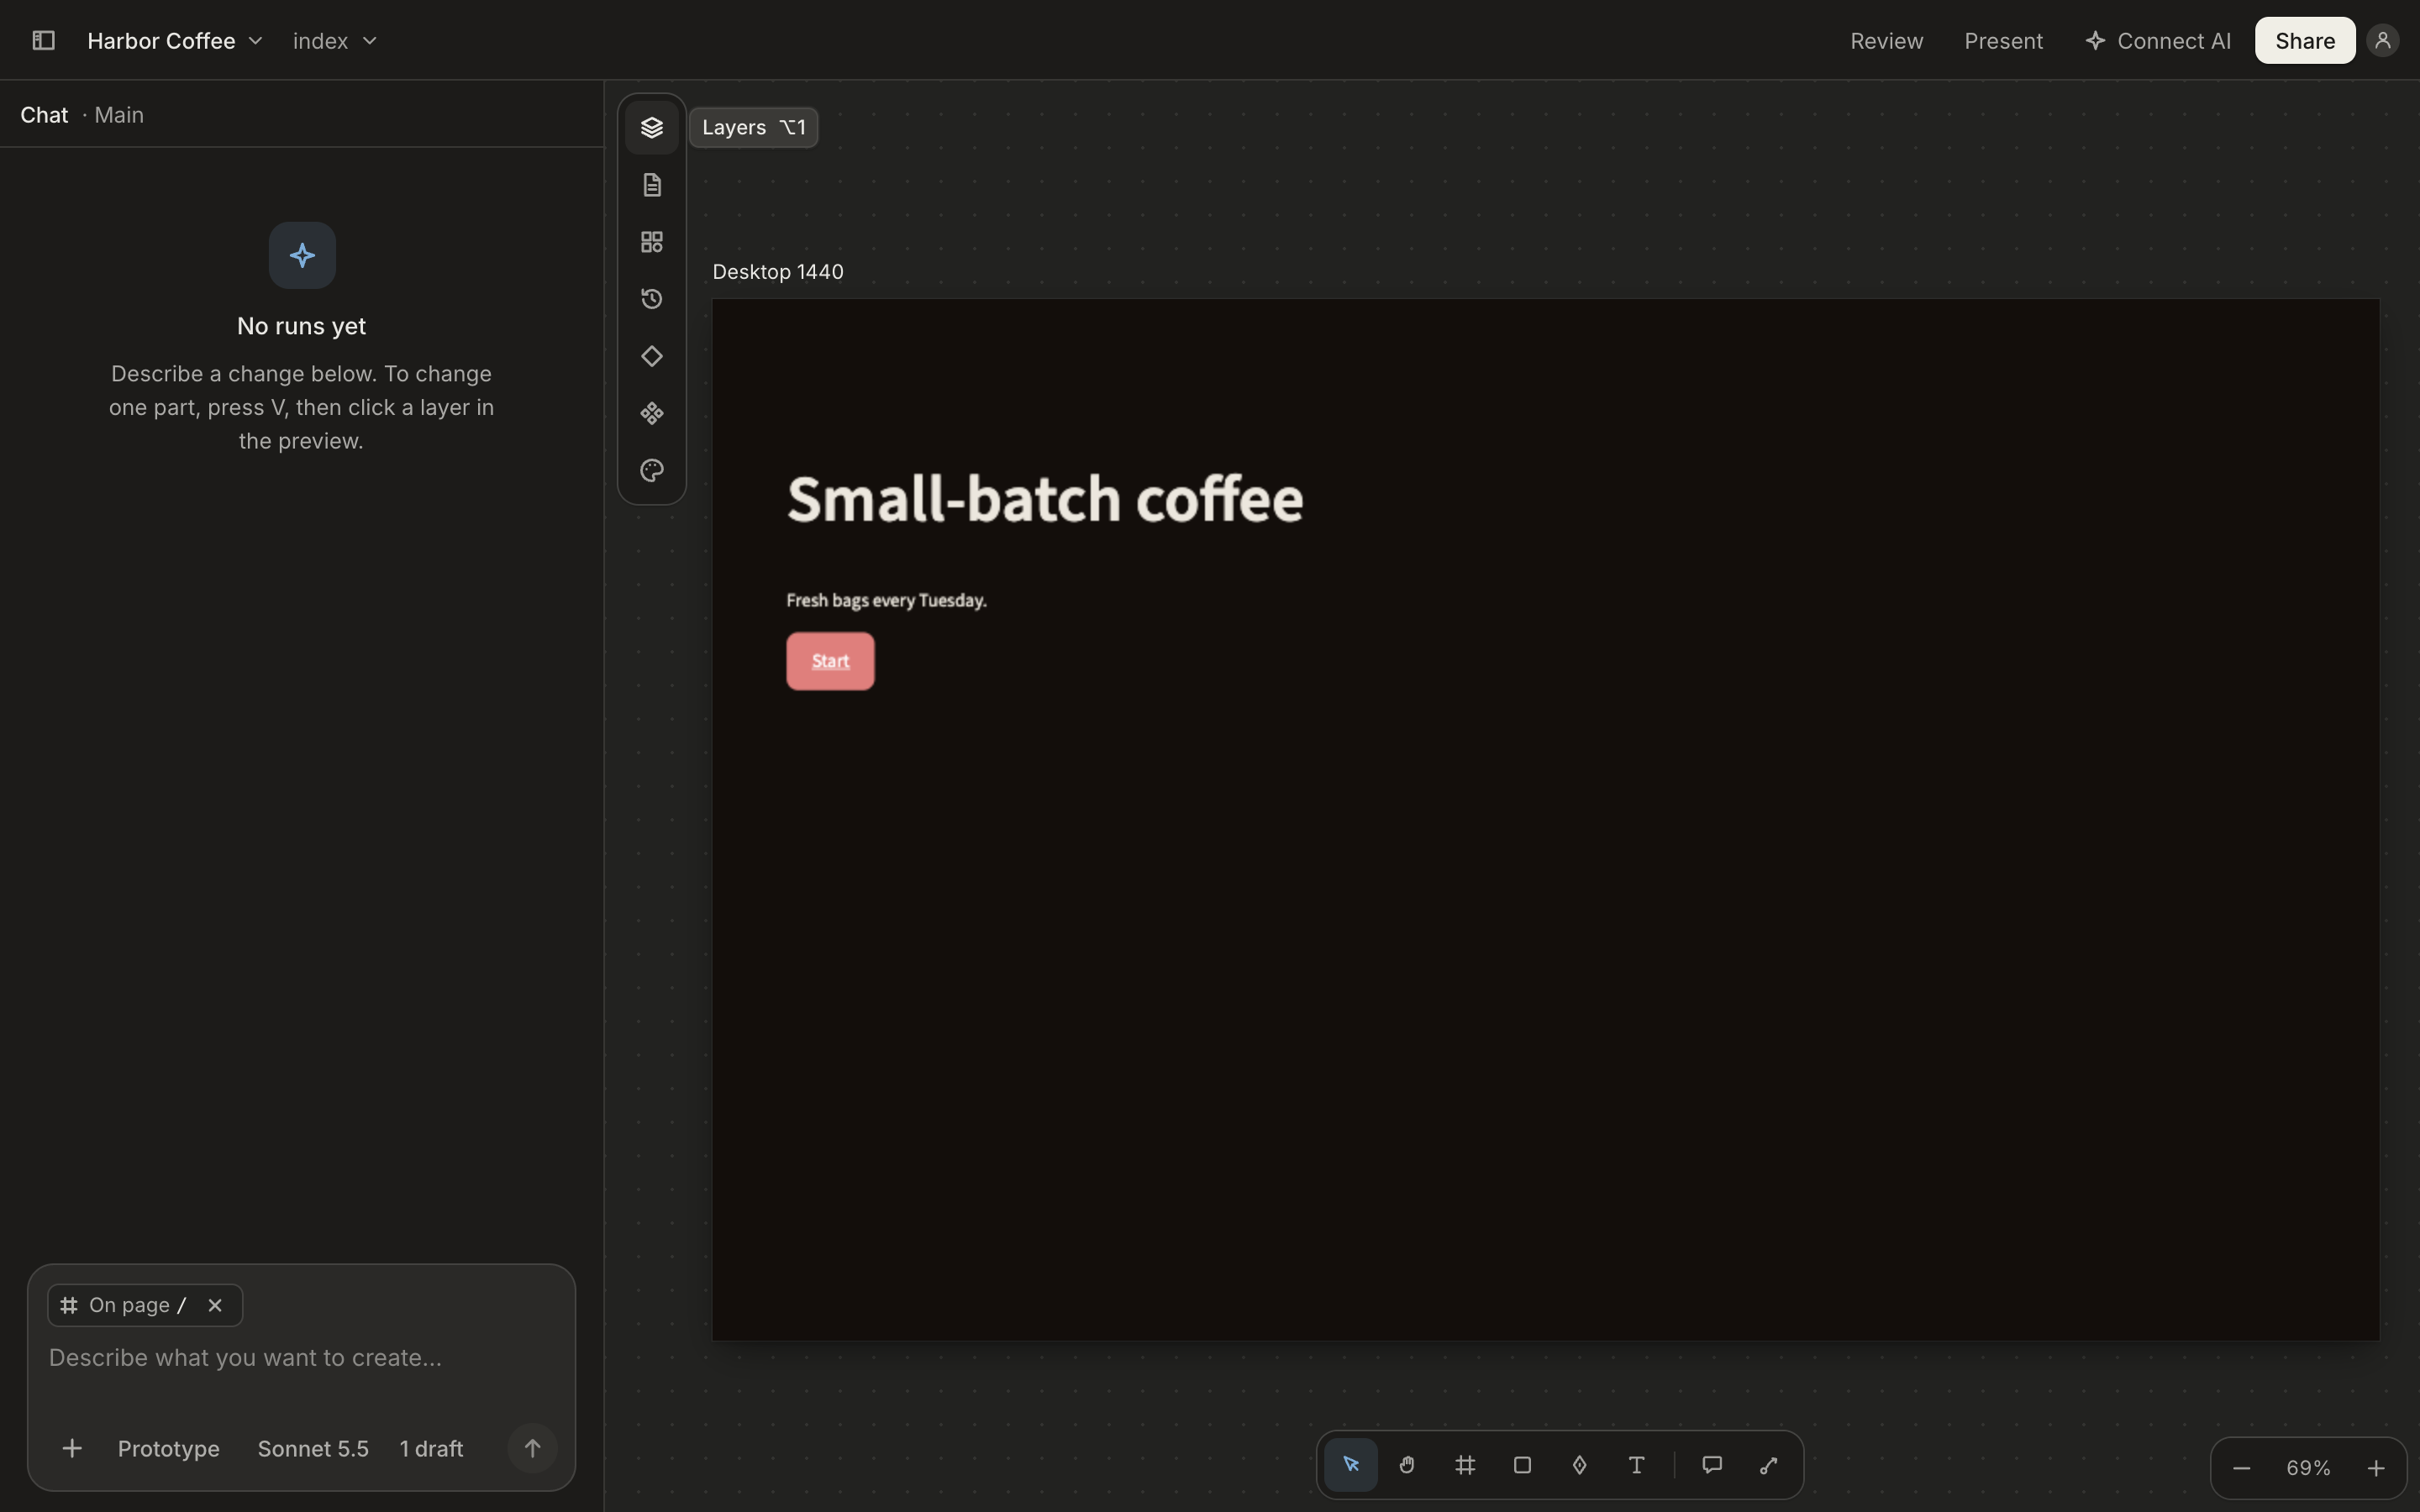 Harbor Coffee
index
Review
Present
Connect AI
Share
Chat · Main
Layers ⌥1
No runs yet
Describe a change below. To change
one part, press V, then click a layer in
the preview.
Desktop 1440
Small-batch coffee
Fresh bags every Tuesday.
Start
On page /
Describe what you want to create...
Prototype
Sonnet 5.5
1 draft
69%